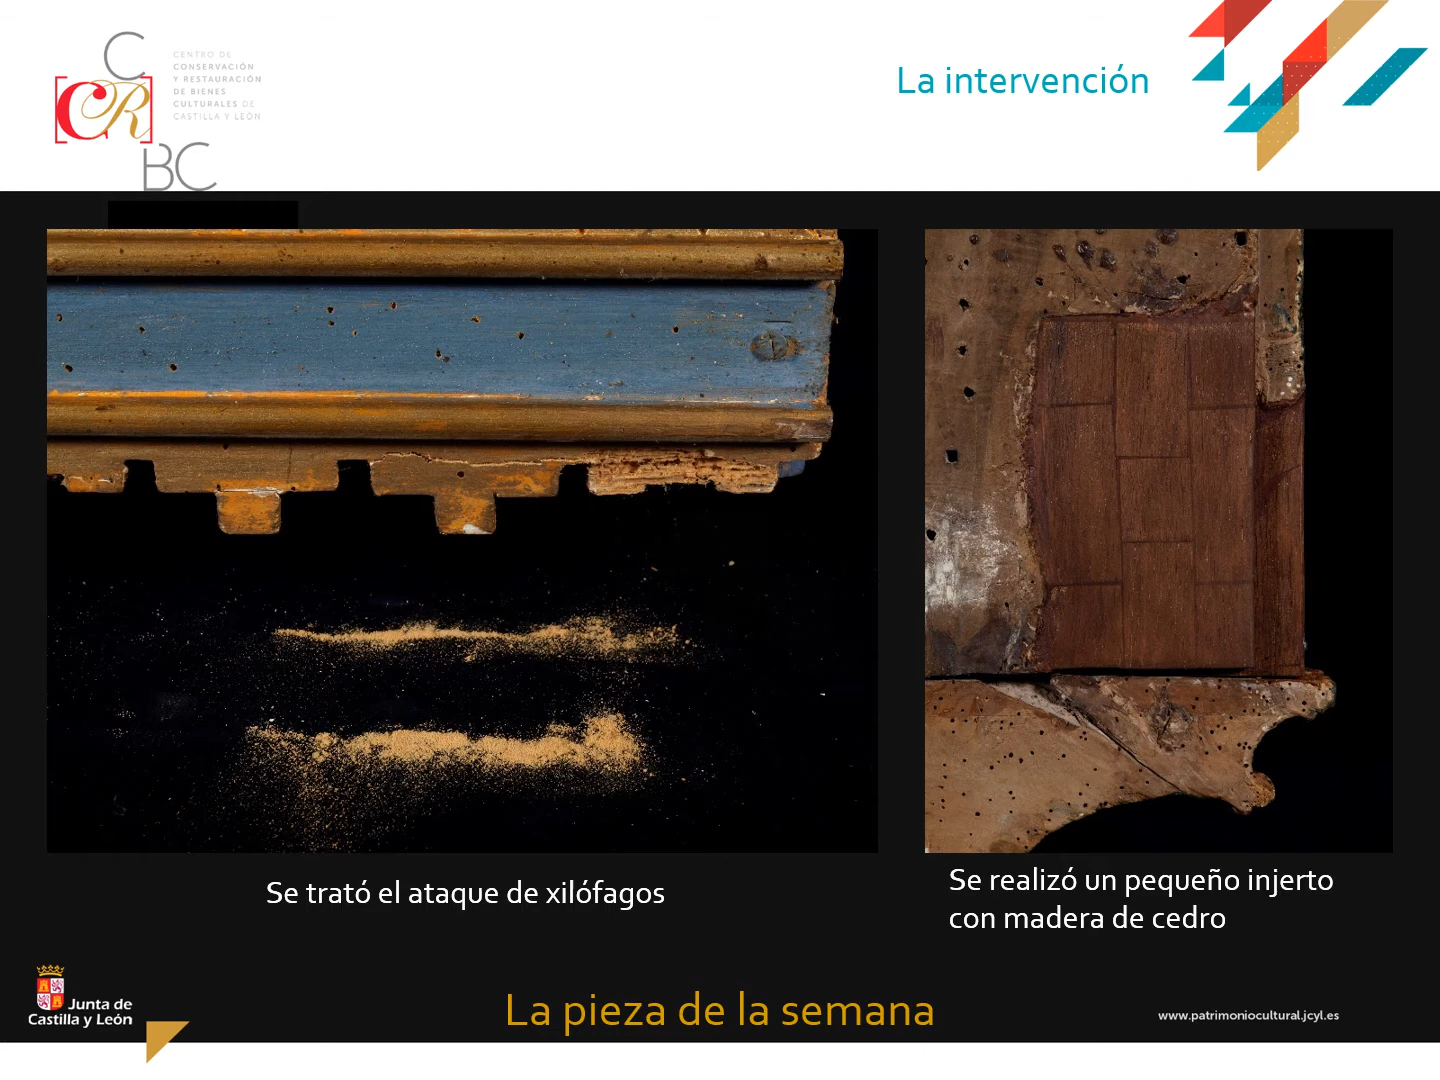 C
CR
BC
CENTRO DE
CONSERVACIÓN
Y RESTAURACIÓN
DE BIENES
CULTURALES DE
CASTILLA Y LEÓN
La intervención
Se trató el ataque de xilófagos
Se realizó un pequeño injerto
con madera de cedro
Junta de
Castilla y León
La pieza de la semana
www.patrimoniocultural.jcyl.es